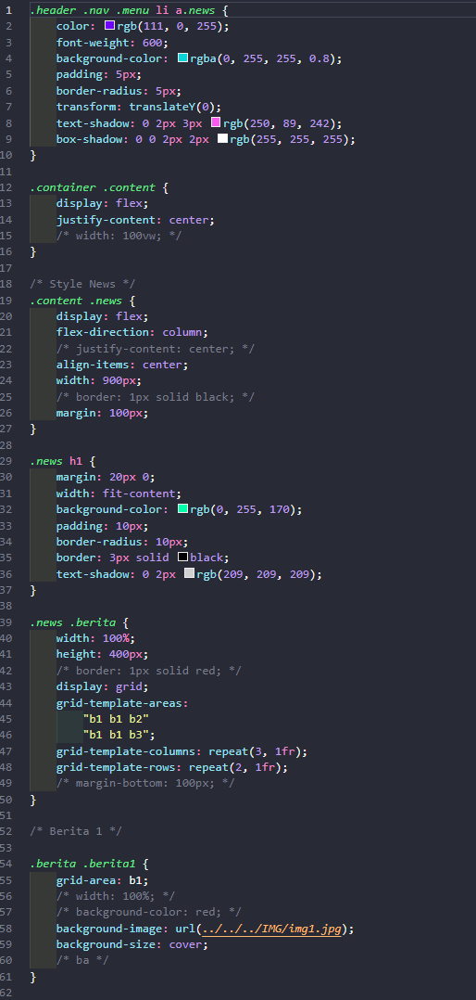 1 .header .nav .menu li a.news {
2 color: rgb(111, 0, 255);
3 font-weight: 600;
4 background-color: rgba(0, 255, 255, 0.8);
5 padding: 5px;
6 border-radius: 5px;
7 transform: translateY(0);
8 text-shadow: 0 2px 3px rgb(250, 89, 242);
9 box-shadow: 0 0 2px 2px rgb(255, 255, 255);
10 }
11
12 .container .content {
13 display: flex;
14 justify-content: center;
15 /* width: 100vw; */
16 }
17
18 /* Style News */
19 .content .news {
20 display: flex;
21 flex-direction: column;
22 /* justify-content: center; */
23 align-items: center;
24 width: 900px;
25 /* border: 1px solid black; */
26 margin: 100px;
27 }
28
29 .news h1 {
30 margin: 20px 0;
31 width: fit-content;
32 background-color: rgb(0, 255, 170);
33 padding: 10px;
34 border-radius: 10px;
35 border: 3px solid black;
36 text-shadow: 0 2px rgb(209, 209, 209);
37 }
38
39 .news .berita {
40 width: 100%;
41 height: 400px;
42 /* border: 1px solid red; */
43 display: grid;
44 grid-template-areas:
45 "b1 b1 b2"
46 "b1 b1 b3";
47 grid-template-columns: repeat(3, 1fr);
48 grid-template-rows: repeat(2, 1fr);
49 /* margin-bottom: 100px; */
50 }
51
52 /* Berita 1 */
53
54 .berita .berita1 {
55 grid-area: b1;
56 /* width: 100%; */
57 /* background-color: red; */
58 background-image: url(../../../IMG/img1.jpg);
59 background-size: cover;
60 /* ba */
61 }
62